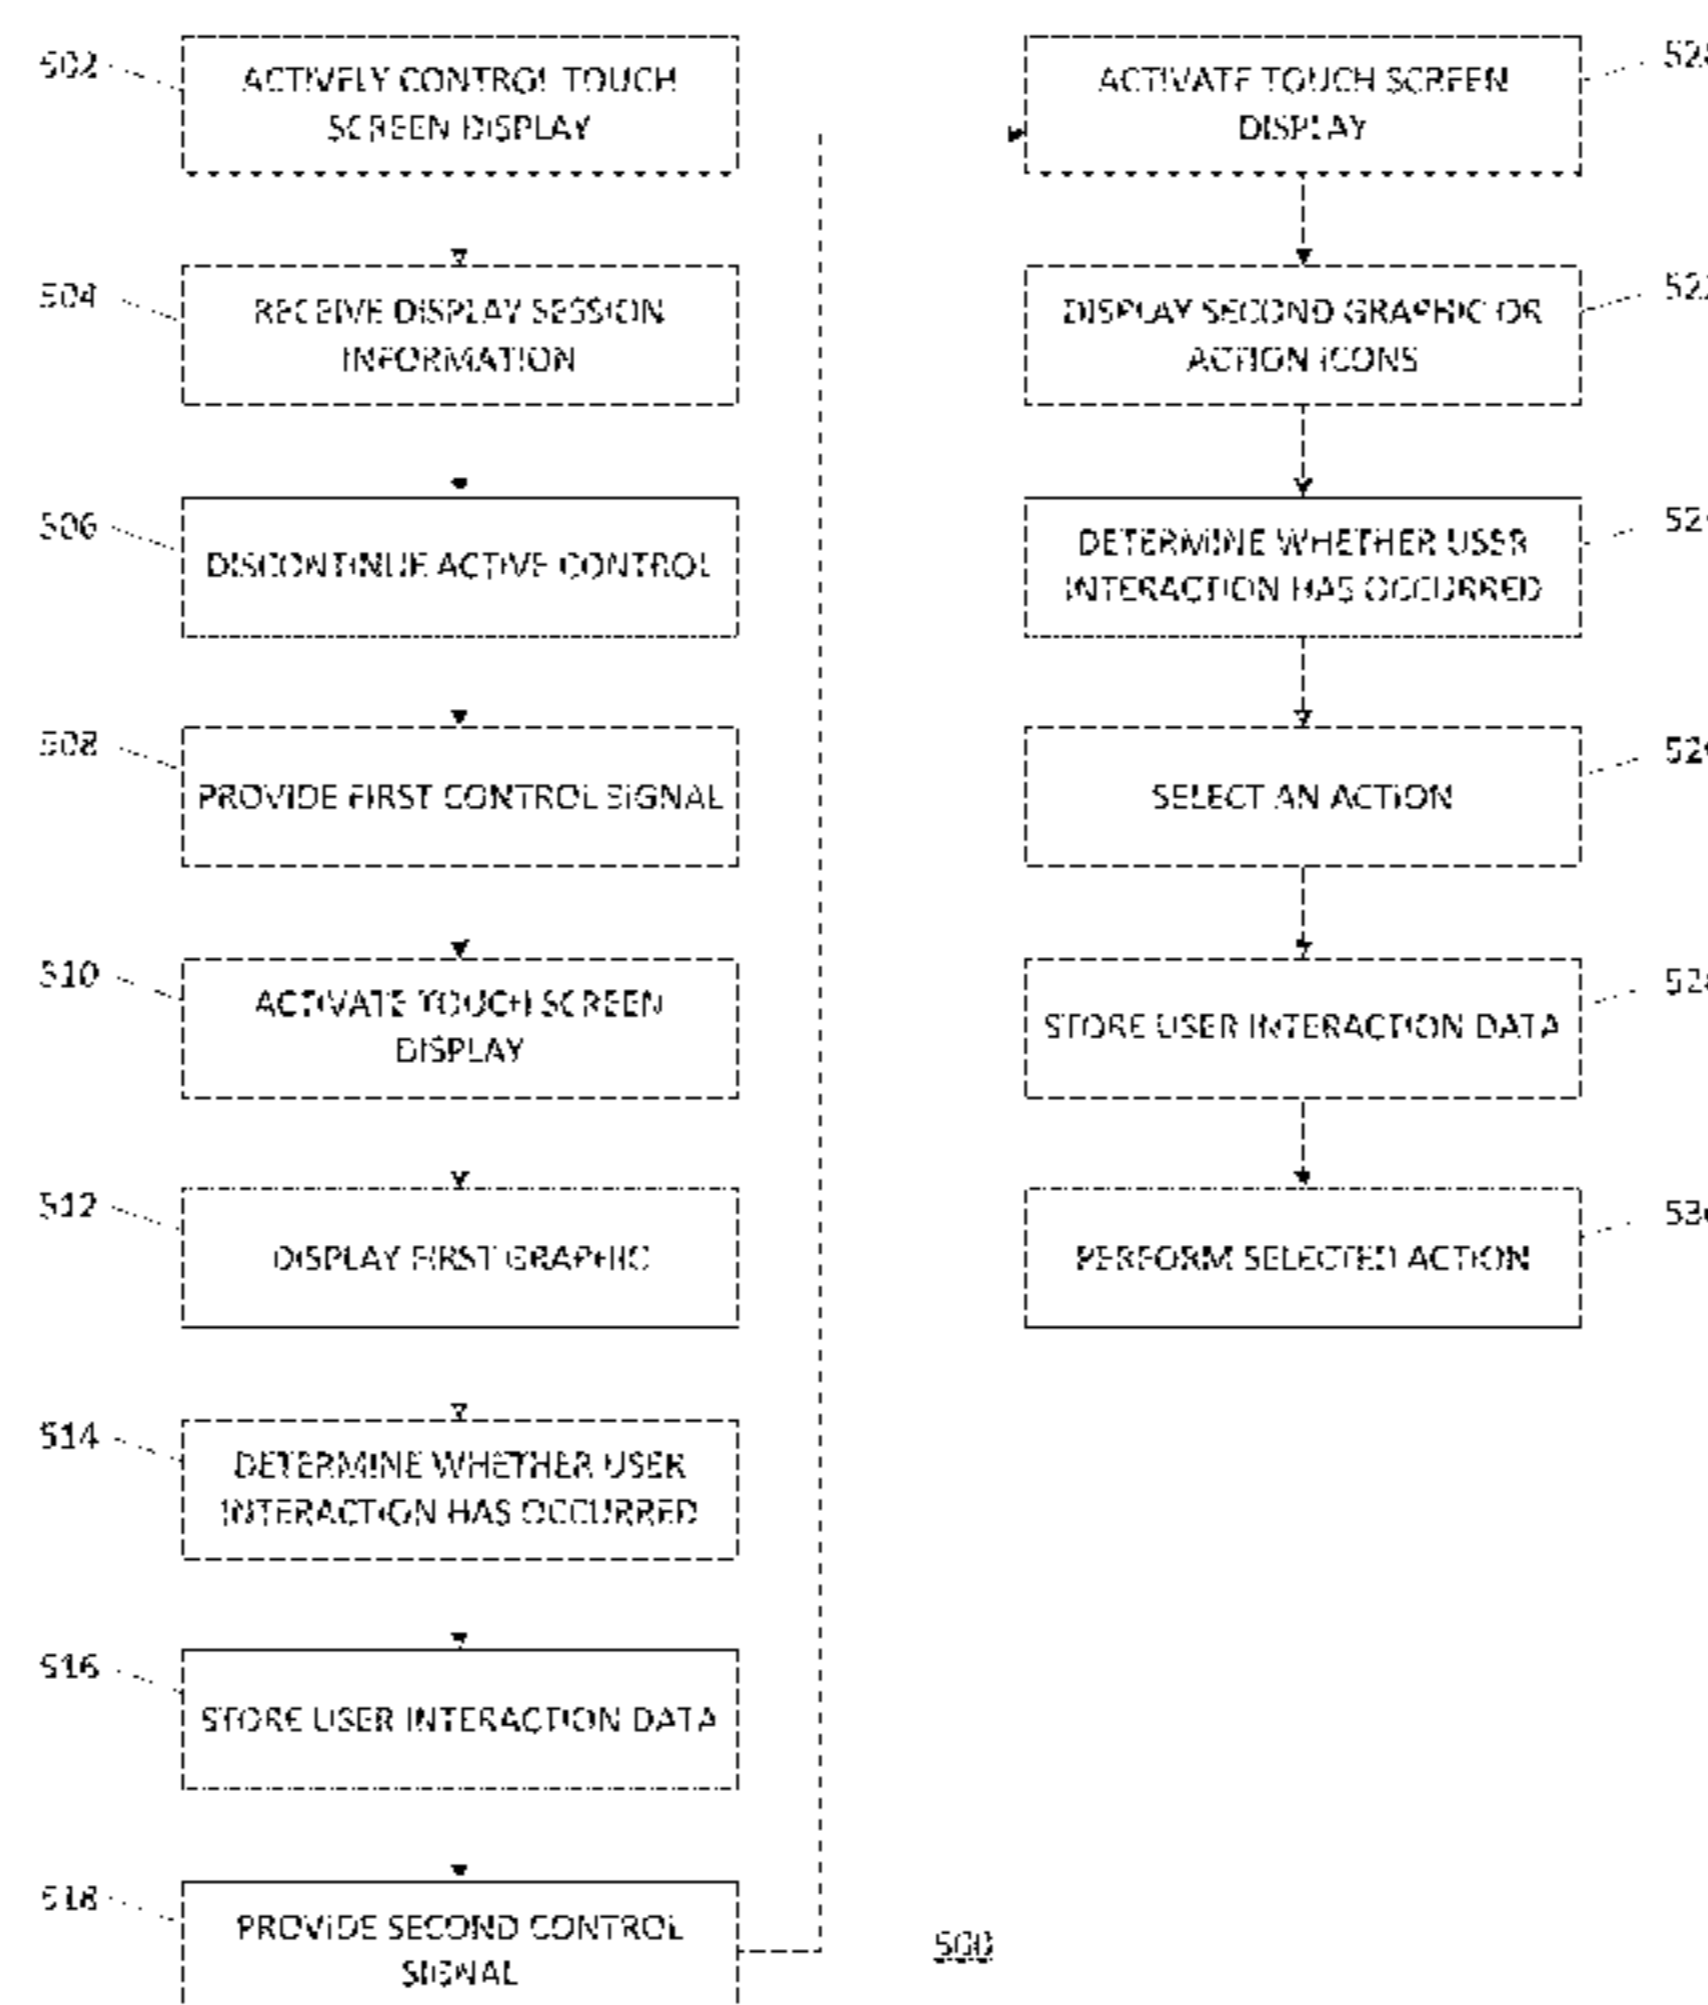 502
ACTIVELY CONTROL TOUCH
SCREEN DISPLAY
504
RECEIVE DISPLAY SESSION
INFORMATION
506
DISCONTINUE ACTIVE CONTROL
508
PROVIDE FIRST CONTROL SIGNAL
510
ACTIVATE TOUCH SCREEN
DISPLAY
512
DISPLAY FIRST GRAPHIC
514
DETERMINE WHETHER USER
INTERACTION HAS OCCURRED
516
STORE USER INTERACTION DATA
518
PROVIDE SECOND CONTROL
SIGNAL
ACTIVATE TOUCH SCREEN
DISPLAY
DISPLAY SECOND GRAPHIC OR
ACTION ICONS
DETERMINE WHETHER USER
INTERACTION HAS OCCURRED
SELECT AN ACTION
STORE USER INTERACTION DATA
PERFORM SELECTED ACTION
500